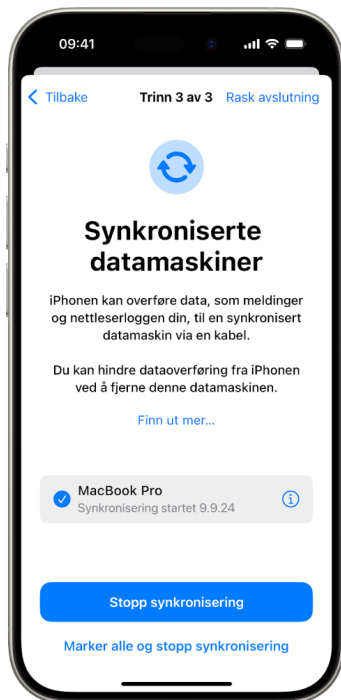 09:41
Tilbake Trinn 3 av 3 Rask avslutning
Synkroniserte
datamaskiner
iPhonen kan overføre data, som meldinger
og nettleserloggen din, til en synkronisert
datamaskin via en kabel.
Du kan hindre dataoverføring fra iPhonen
ved å fjerne denne datamaskinen.
Finn ut mer...
MacBook Pro
Synkronisering startet 9.9.24
Stopp synkronisering
Marker alle og stopp synkronisering